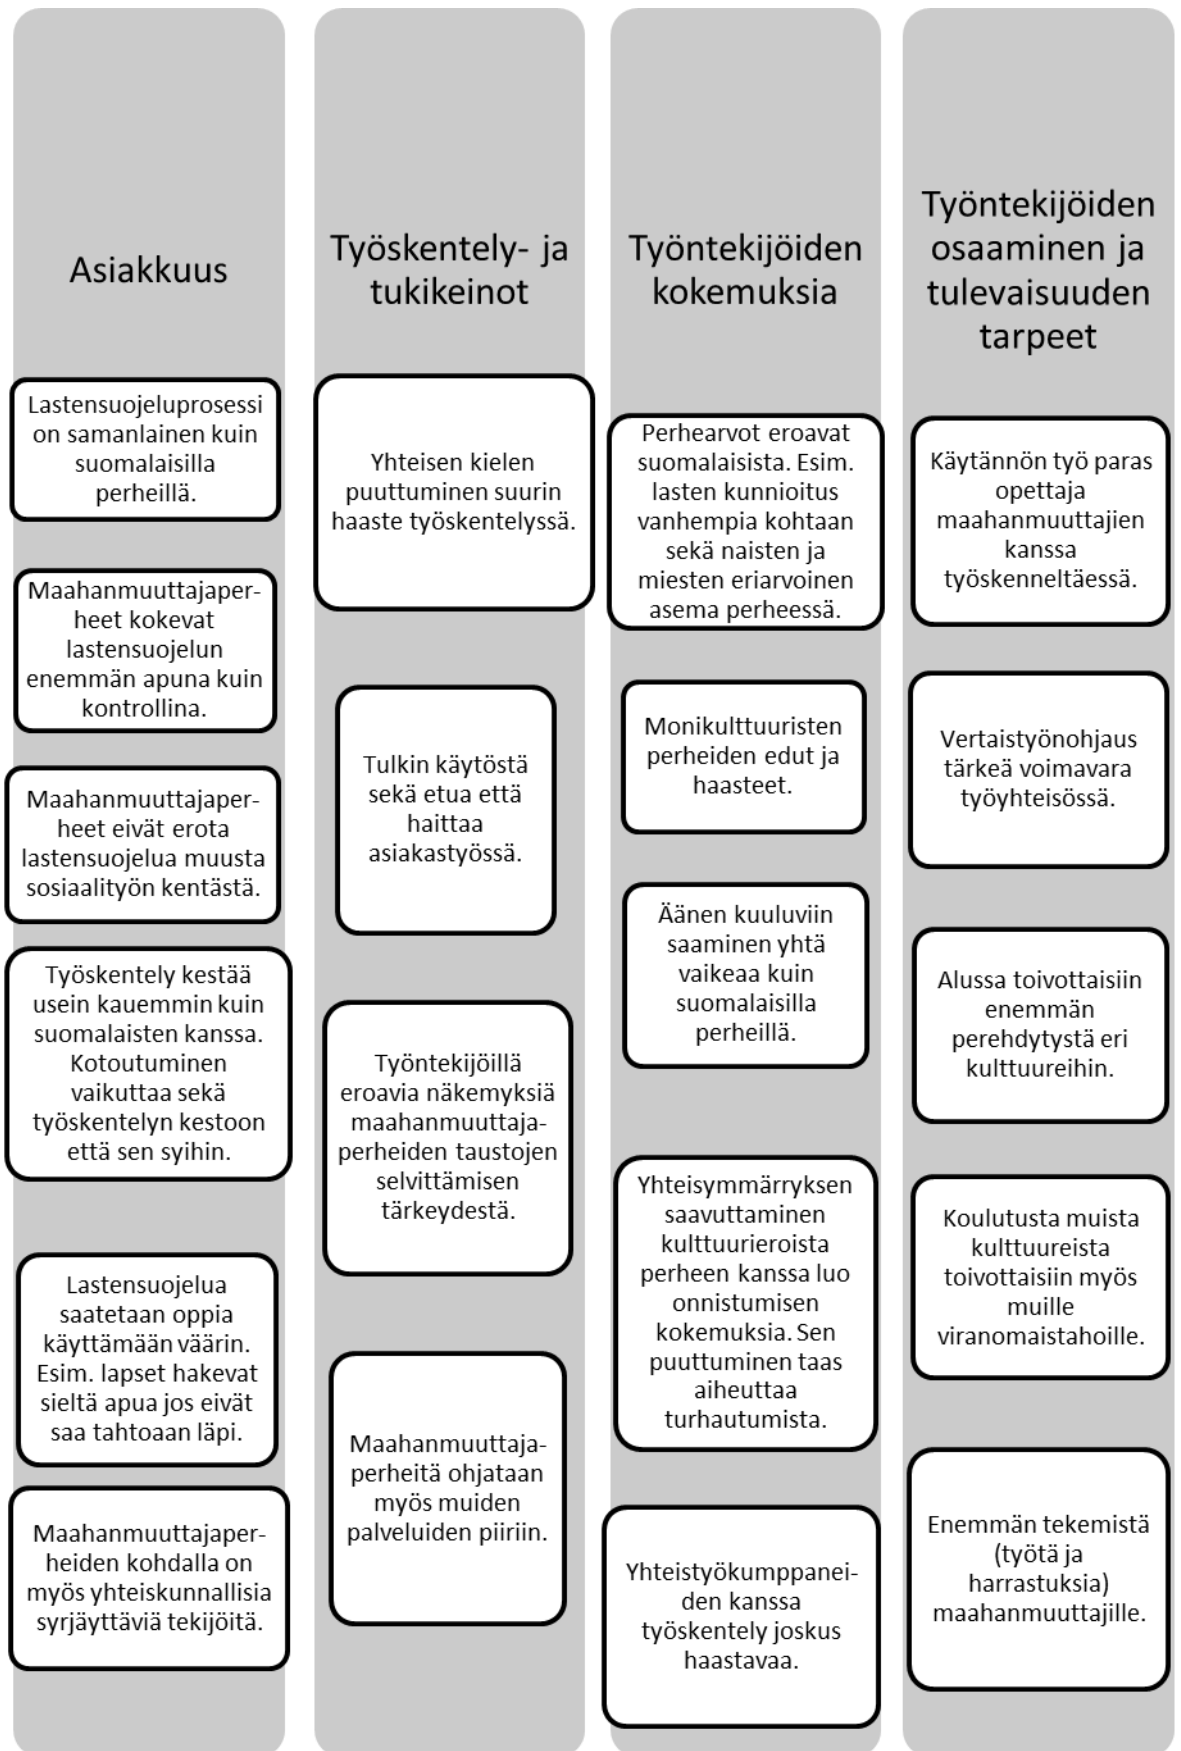 Asiakkuus
Lastensuojeluprosessi
on samanlainen kuin
suomalaisilla
perheillä.
Maahanmuuttajaper-
heet kokevat
lastensuojelun
enemmän apuna kuin
kontrollina.
Maahanmuuttajaper-
heet eivät erota
lastensuojelua muusta
sosiaalityön kentästä.
Työskentely kestää
usein kauemmin kuin
suomalaisten kanssa.
Kotoutuminen
vaikuttaa sekä
työskentelyn kestoon
että sen syihin.
Lastensuojelua
saatetaan oppia
käyttämään väärin.
Esim. lapset hakevat
sieltä apua jos eivät
saa tahtoaan läpi.
Maahanmuuttajaper-
heiden kohdalla on
myös yhteiskunnallisia
syrjäyttäviä tekijöitä.
Työskentely- ja
tukikeinot
Yhteisen kielen
puuttuminen suurin
haaste työskentelyssä.
Tulkin käytöstä
sekä etua että
haittaa
asiakastyössä.
Työntekijöillä
eroavia näkemyksiä
maahanmuuttaja-
perheiden taustojen
selvittämisen
tärkeydestä.
Maahanmuuttaja-
perheitä ohjataan
myös muiden
palveluiden piiriin.
Työntekijöiden
kokemuksia
Perhearvot eroavat
suomalaisista. Esim.
lasten kunnioitus
vanhempia kohtaan
sekä naisten ja
miesten eriarvoinen
asema perheessä.
Monikulttuuristen
perheiden edut ja
haasteet.
Äänen kuuluviin
saaminen yhtä
vaikeaa kuin
suomalaisilla
perheillä.
Yhteisymmärryksen
saavuttaminen
kulttuurieroista
perheen kanssa luo
onnistumisen
kokemuksia. Sen
puuttuminen taas
aiheuttaa
turhautumista.
Yhteistyökumppanei-
den kanssa
työskentely joskus
haastavaa.
Työntekijöiden
osaaminen ja
tulevaisuuden
tarpeet
Käytännön työ paras
opettaja
maahanmuuttajien
kanssa
työskenneltäessä.
Vertaistyönohjaus
tärkeä voimavara
työyhteisössä.
Alussa toivottaisiin
enemmän
perehdytystä eri
kulttuureihin.
Koulutusta muista
kulttuureista
toivottaisiin myös
muille
viranomaistahoille.
Enemmän tekemistä
(työtä ja
harrastuksia)
maahanmuuttajille.